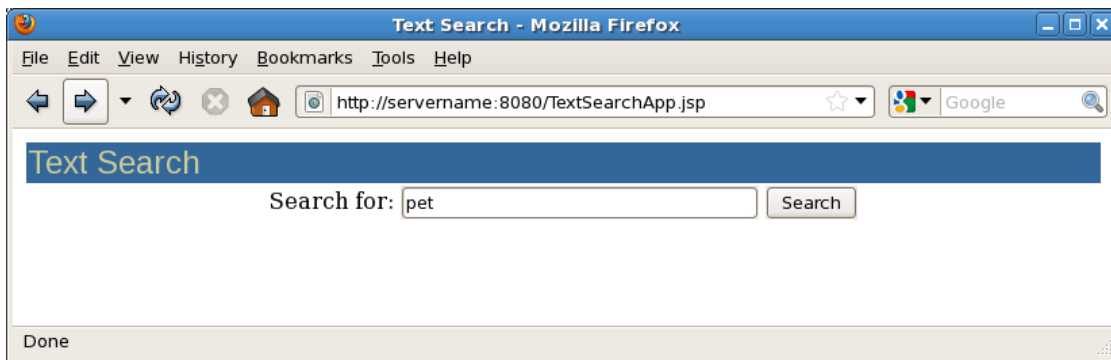 Text Search - Mozilla Firefox
File Edit View History Bookmarks Tools Help
http://servername:8080/TextSearchApp.jsp Google
Text Search
Search for: pet Search
Done